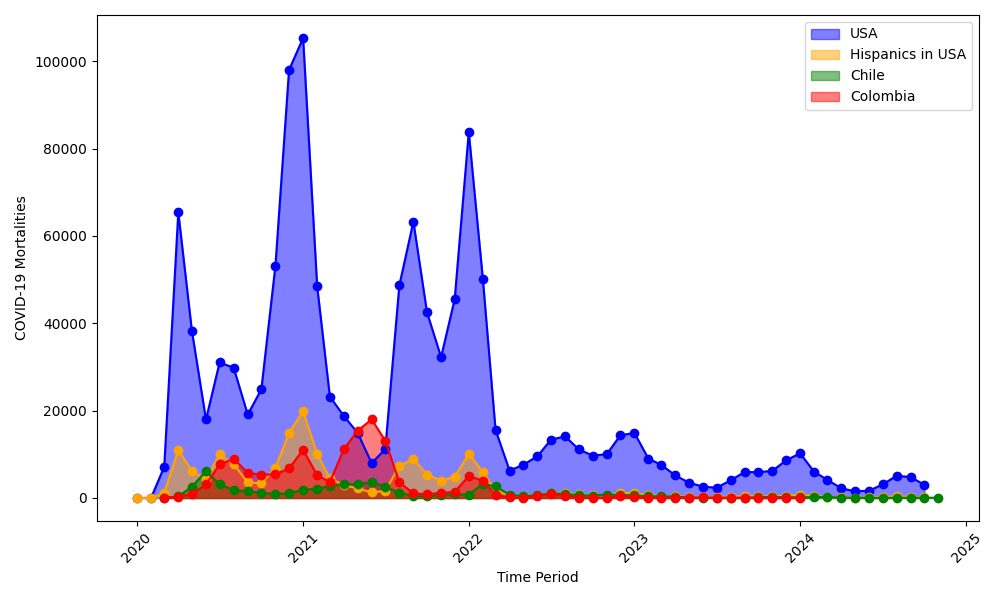 USA
Hispanics in USA
Chile
Colombia
COVID-19 Mortalities
100000
80000
60000
40000
20000
0
2020
2021
2022
2023
2024
2025
Time Period